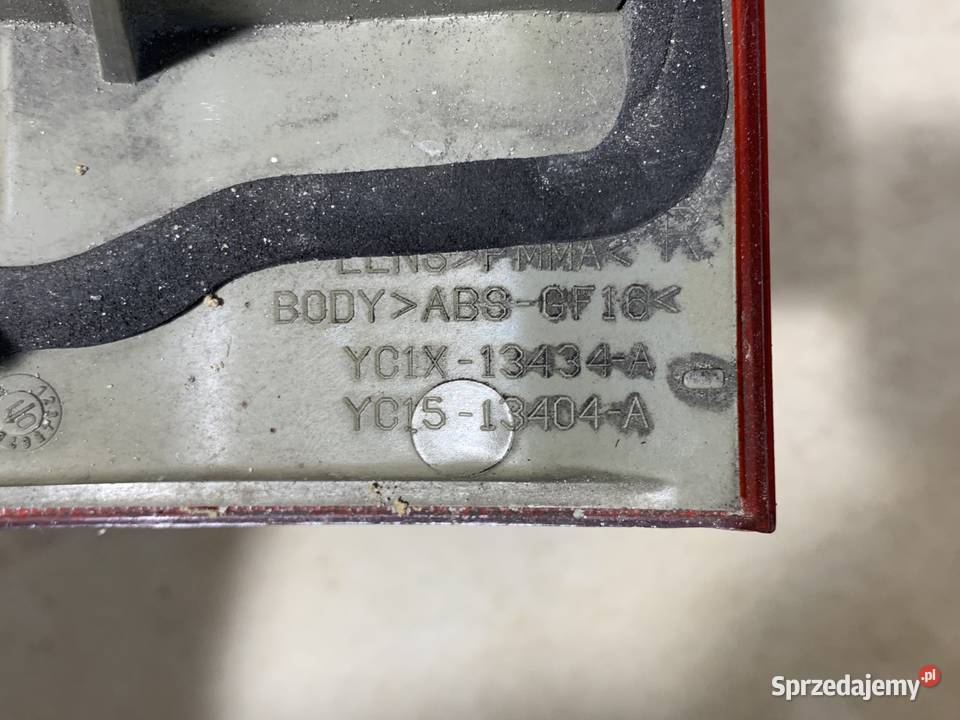 LENS>PMMA<
BODY>ABS-GF16<
YC1X-13434-A
YC15-13404-A
Sprzedajemy.pl